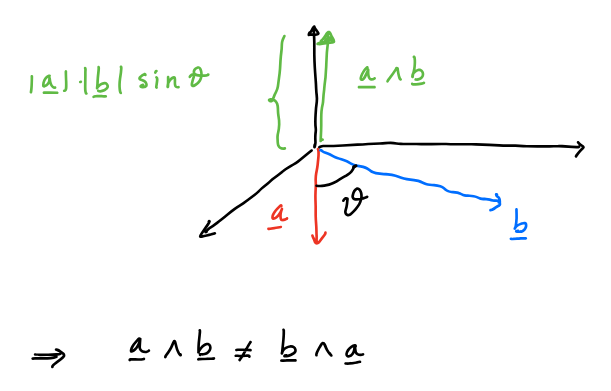 |a|·|b| sin ϑ
a ∧ b
a
ϑ
b
⇒ a ∧ b ≠ b ∧ a